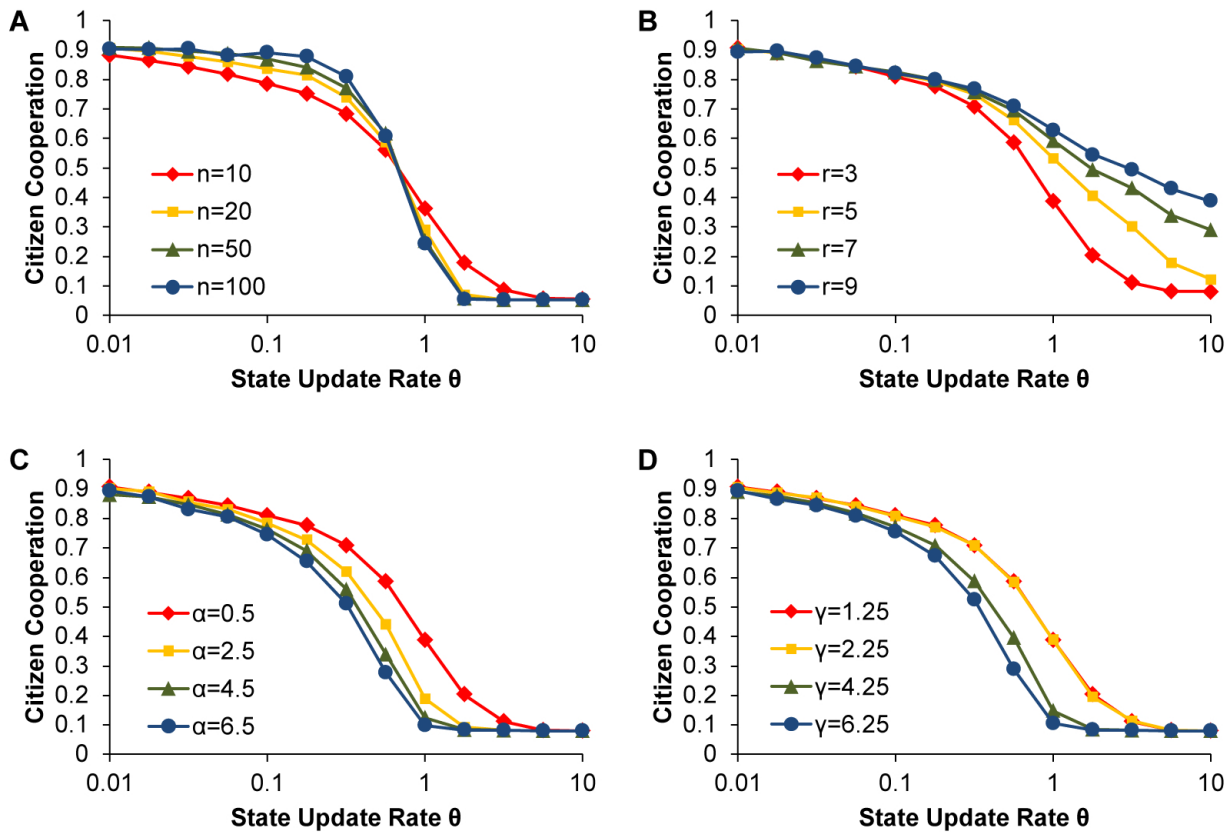 A
Citizen Cooperation
1
0.9
0.8
0.7
0.6
0.5
0.4
0.3
0.2
0.1
0
n=10
n=20
n=50
n=100
0.01
0.1
1
10
State Update Rate θ
B
Citizen Cooperation
1
0.9
0.8
0.7
0.6
0.5
0.4
0.3
0.2
0.1
0
r=3
r=5
r=7
r=9
0.01
0.1
1
10
State Update Rate θ
C
Citizen Cooperation
1
0.9
0.8
0.7
0.6
0.5
0.4
0.3
0.2
0.1
0
α=0.5
α=2.5
α=4.5
α=6.5
0.01
0.1
1
10
State Update Rate θ
D
Citizen Cooperation
1
0.9
0.8
0.7
0.6
0.5
0.4
0.3
0.2
0.1
0
γ=1.25
γ=2.25
γ=4.25
γ=6.25
0.01
0.1
1
10
State Update Rate θ